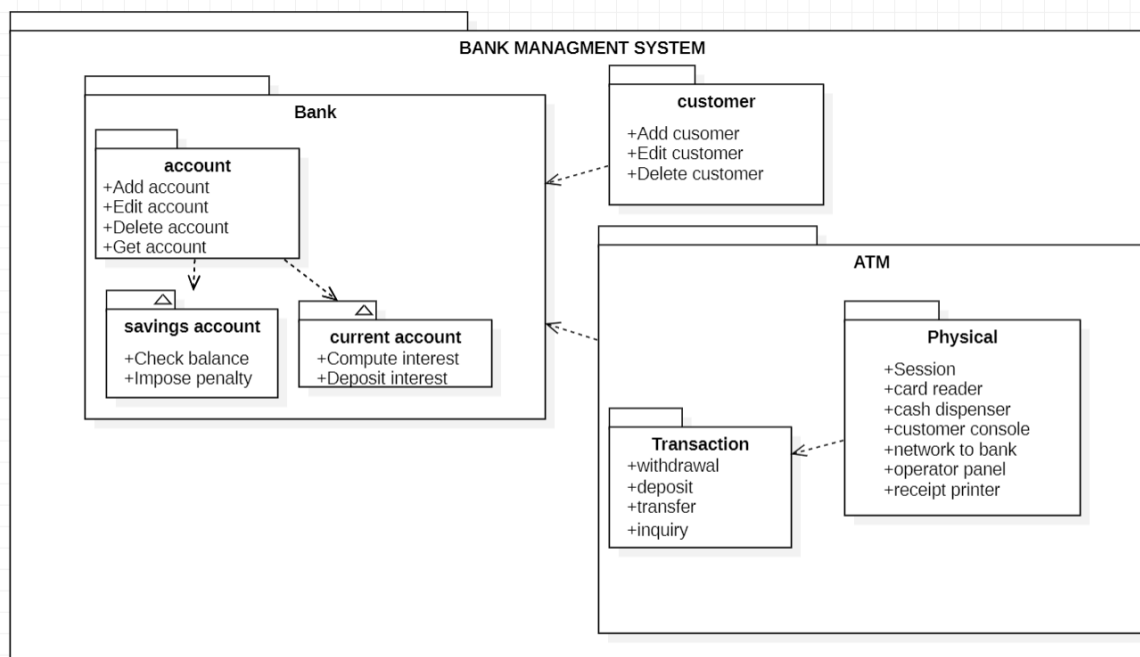 BANK MANAGMENT SYSTEM
Bank
account
+Add account
+Edit account
+Delete account
+Get account
savings account
+Check balance
+Impose penalty
current account
+Compute interest
+Deposit interest
customer
+Add cusomer
+Edit customer
+Delete customer
ATM
Transaction
+withdrawal
+deposit
+transfer
+inquiry
Physical
+Session
+card reader
+cash dispenser
+customer console
+network to bank
+operator panel
+receipt printer